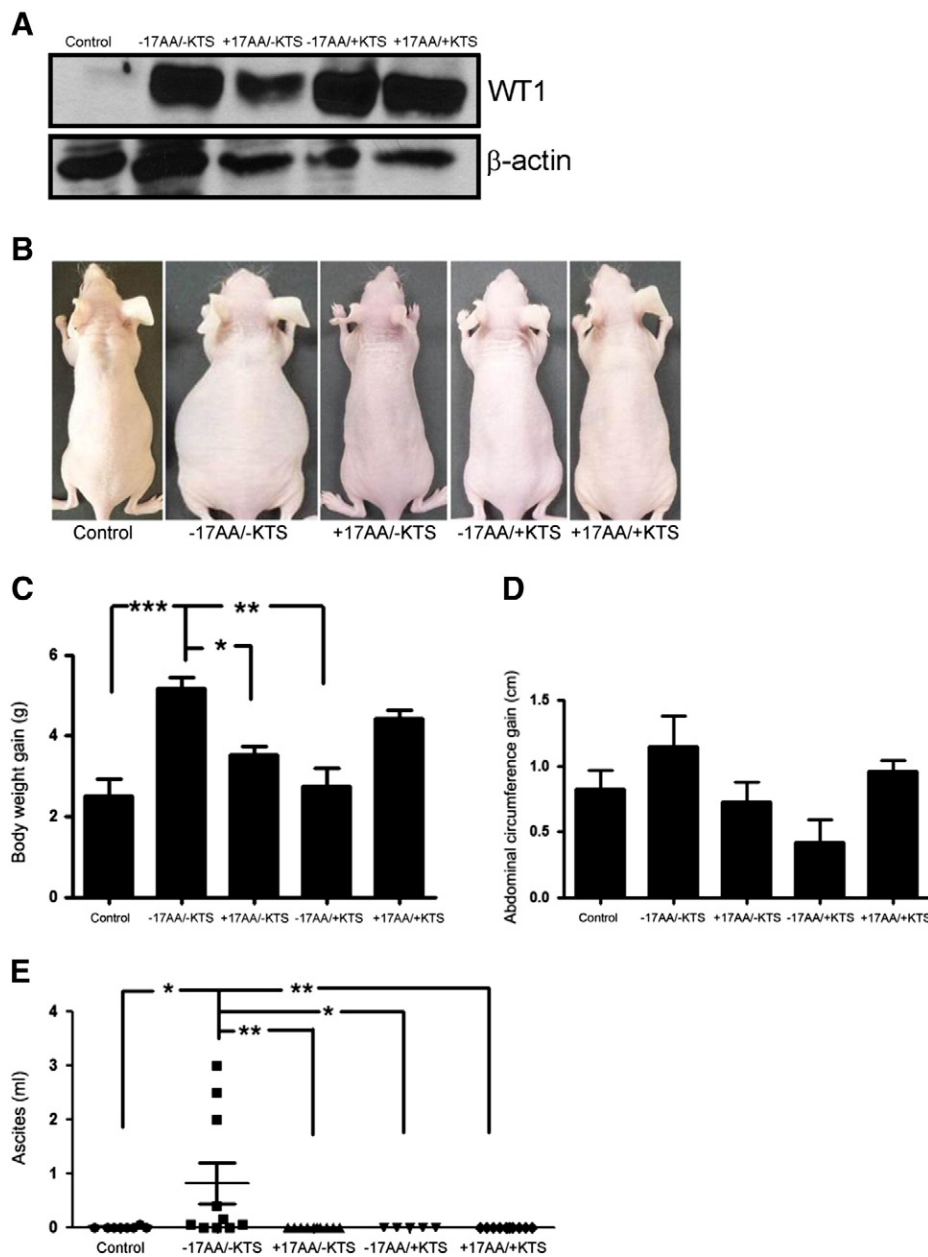 A
Control -17AA/-KTS +17AA/-KTS -17AA/+KTS +17AA/+KTS
WT1
β-actin
B
Control -17AA/-KTS +17AA/-KTS -17AA/+KTS +17AA/+KTS
C
*** **
*
Body weight gain (g)
6
4
2
0
Control -17AA/-KTS +17AA/-KTS -17AA/+KTS +17AA/+KTS
D
Abdominal circumference gain (cm)
1.5
1.0
0.5
0.0
Control -17AA/-KTS +17AA/-KTS -17AA/+KTS +17AA/+KTS
E
* **
*
**
Ascites (ml)
4
3
2
1
0
Control -17AA/-KTS +17AA/-KTS -17AA/+KTS +17AA/+KTS